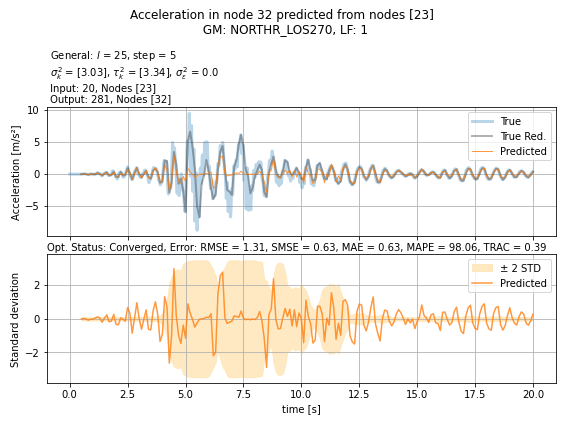 Acceleration in node 32 predicted from nodes [23]
GM: NORTHR_LOS270, LF: 1
General: l = 25, step = 5
σ²ₖ = [3.03], τ²ₖ = [3.34], σ²ε = 0.0
Input: 20, Nodes [23]
Output: 281, Nodes [32]
Acceleration [m/s²]
10
5
0
−5
True
True Red.
Predicted
Opt. Status: Converged, Error: RMSE = 1.31, SMSE = 0.63, MAE = 0.63, MAPE = 98.06, TRAC = 0.39
Standard deviation
2
0
−2
± 2 STD
Predicted
0.0 2.5 5.0 7.5 10.0 12.5 15.0 17.5 20.0
time [s]